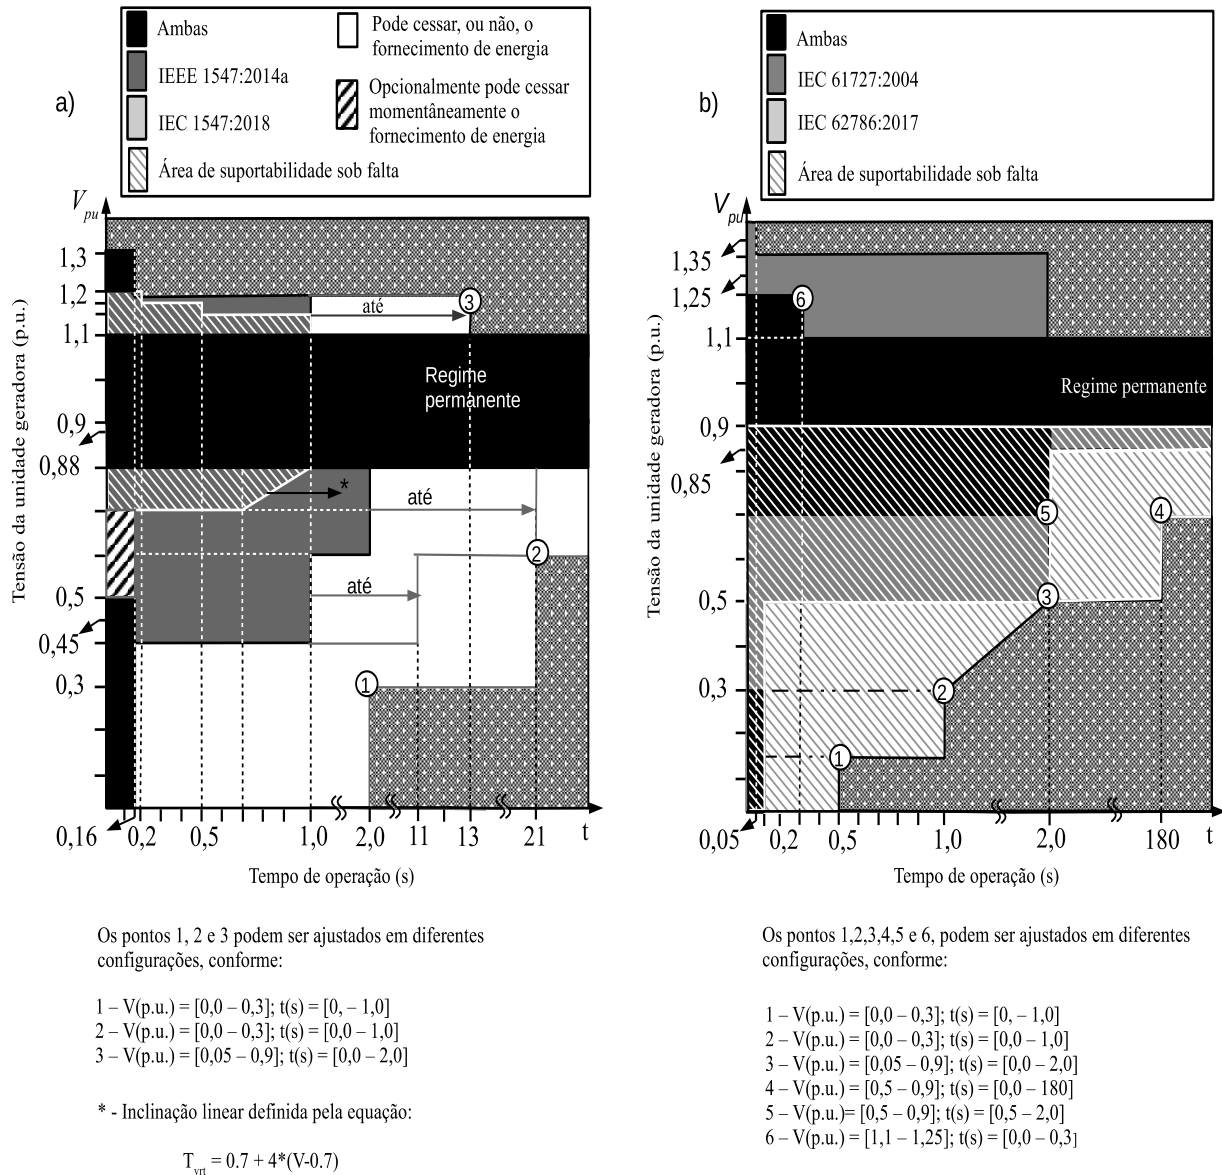 a)
Ambas
IEEE 1547:2014a
IEC 1547:2018
Área de suportabilidade sob falta
Pode cessar, ou não, o
fornecimento de energia
Opcionalmente pode cessar
momentâneamente o
fornecimento de energia
V pu
Tensão da unidade geradora (p.u.)
1,3
1,2
1,1
0,9
0,88
0,5
0,45
0,3
até
3
Regime
permanente
*
até
2
até
1
0,16
0,2
0,5
1,0
2,0
11
13
21
t
Tempo de operação (s)
Os pontos 1, 2 e 3 podem ser ajustados em diferentes
configurações, conforme:
1 – V(p.u.) = [0,0 – 0,3]; t(s) = [0, – 1,0]
2 – V(p.u.) = [0,0 – 0,3]; t(s) = [0,0 – 1,0]
3 – V(p.u.) = [0,05 – 0,9]; t(s) = [0,0 – 2,0]
* - Inclinação linear definida pela equação:
T vrt = 0.7 + 4*(V-0.7)
b)
Ambas
IEC 61727:2004
IEC 62786:2017
Área de suportabilidade sob falta
V pu
Tensão da unidade geradora (p.u.)
1,35
1,25
1,1
0,9
0,85
0,5
0,3
6
Regime permanente
5
4
3
2
1
0,05
0,2
0,5
1,0
2,0
180
t
Tempo de operação (s)
Os pontos 1,2,3,4,5 e 6, podem ser ajustados em diferentes
configurações, conforme:
1 – V(p.u.) = [0,0 – 0,3]; t(s) = [0, – 1,0]
2 – V(p.u.) = [0,0 – 0,3]; t(s) = [0,0 – 1,0]
3 – V(p.u.) = [0,05 – 0,9]; t(s) = [0,0 – 2,0]
4 – V(p.u.) = [0,5 – 0,9]; t(s) = [0,0 – 180]
5 – V(p.u.)= [0,5 – 0,9]; t(s) = [0,5 – 2,0]
6 – V(p.u.) = [1,1 – 1,25]; t(s) = [0,0 – 0,3]